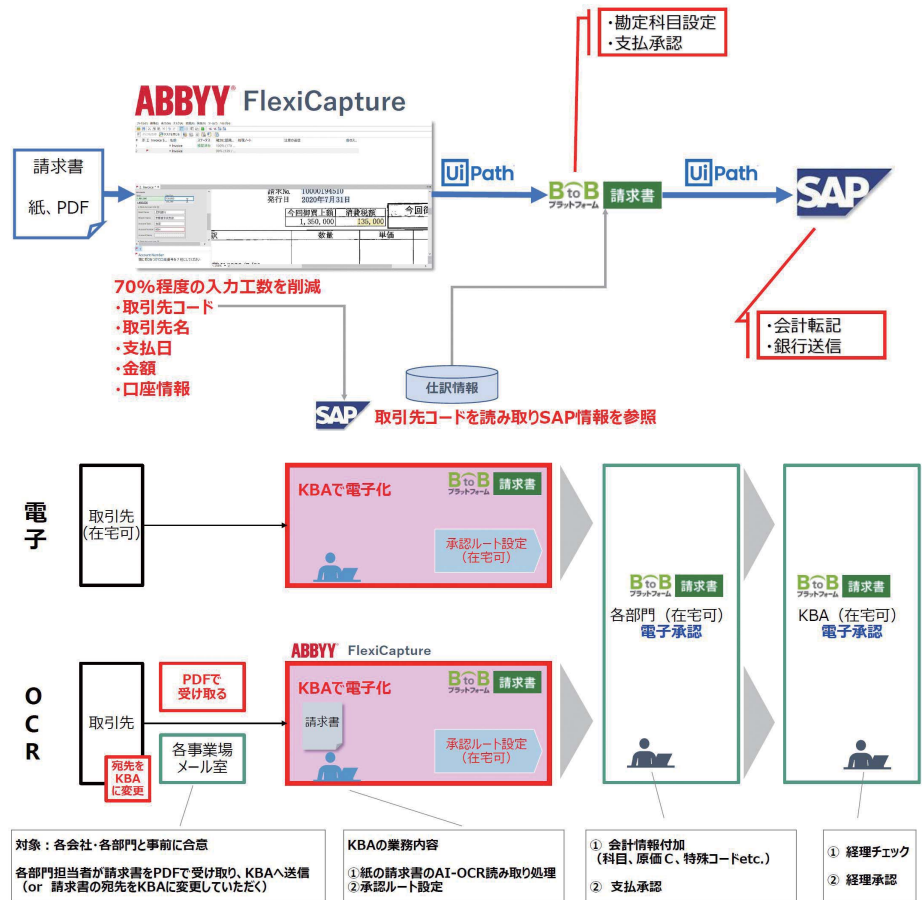 ・勘定科目設定
・支払承認
ABBYY® FlexiCapture
請求書
紙、PDF
請求No. 10000194510
発行日 2020年7月31日
今回御買上額 消費税額 今回御
1,350,000 135,000
訳 数量 単価
UiPath
BtoB
プラットフォーム
請求書
UiPath
SAP
70%程度の入力工数を削減
・取引先コード
・取引先名
・支払日
・金額
・口座情報
・会計転記
・銀行送信
仕訳情報
SAP 取引先コードを読み取りSAP情報を参照
電子
取引先
(在宅可)
KBAで電子化
BtoB
プラットフォーム
請求書
承認ルート設定
(在宅可)
BtoB
プラットフォーム
請求書
各部門(在宅可)
電子承認
BtoB
プラットフォーム
請求書
KBA(在宅可)
電子承認
OCR
取引先
宛先を
KBA
に変更
PDFで
受け取る
各事業場
メール室
ABBYY FlexiCapture
KBAで電子化
BtoB
プラットフォーム
請求書
請求書
承認ルート設定
(在宅可)
対象:各会社・各部門と事前に合意
各部門担当者が請求書をPDFで受け取り、KBAへ送信
(or 請求書の宛先をKBAに変更していただく)
KBAの業務内容
①紙の請求書のAI-OCR読み取り処理
②承認ルート設定
① 会計情報付加
(科目、原価C、特殊コードetc.)
② 支払承認
① 経理チェック
② 経理承認